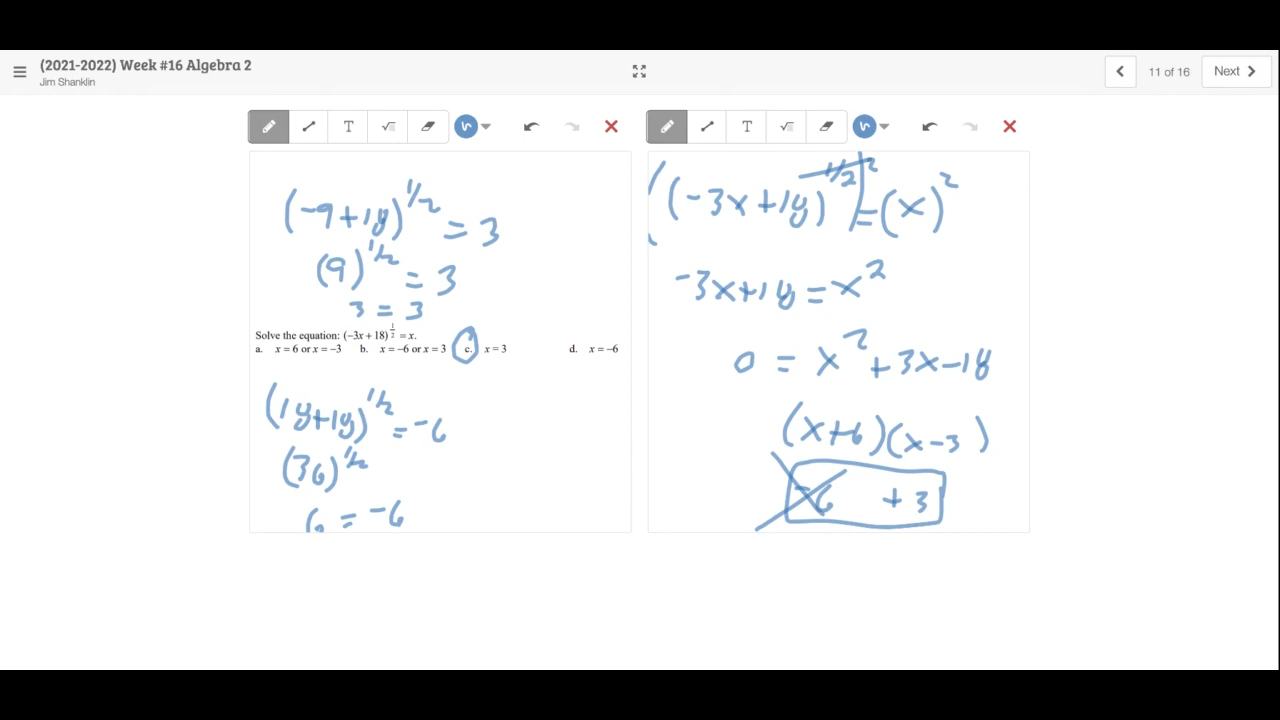 (2021-2022) Week #16 Algebra 2
Jim Shanklin
11 of 16
Next
T
T
(-9+18)^1/2 = 3
(9)^1/2 = 3
3 = 3
Solve the equation: (-3x + 18)^1/2 = x.
a. x = 6 or x = -3 b. x = -6 or x = 3 c. x = 3 d. x = -6
(18+18)^1/2 = -6
(36)^1/2
6 = -6
((-3x+18)^1/2)^2 = (x)^2
-3x+18 = x^2
0 = x^2 + 3x - 18
(x+6)(x-3)
-6 +3